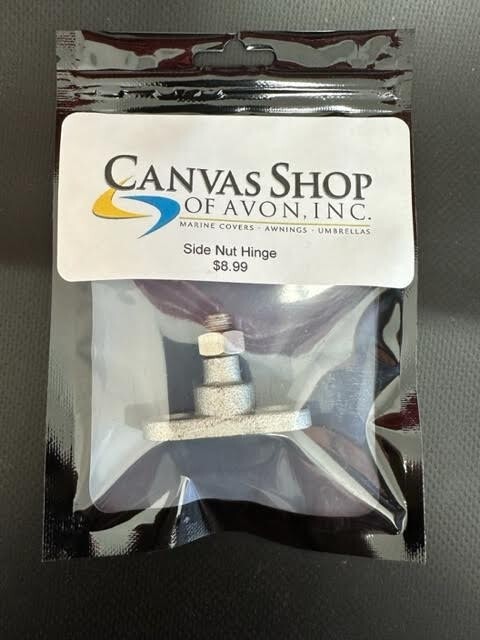 CANVAS SHOP
OF AVON, INC.
MARINE COVERS · AWNINGS · UMBRELLAS
Side Nut Hinge
$8.99